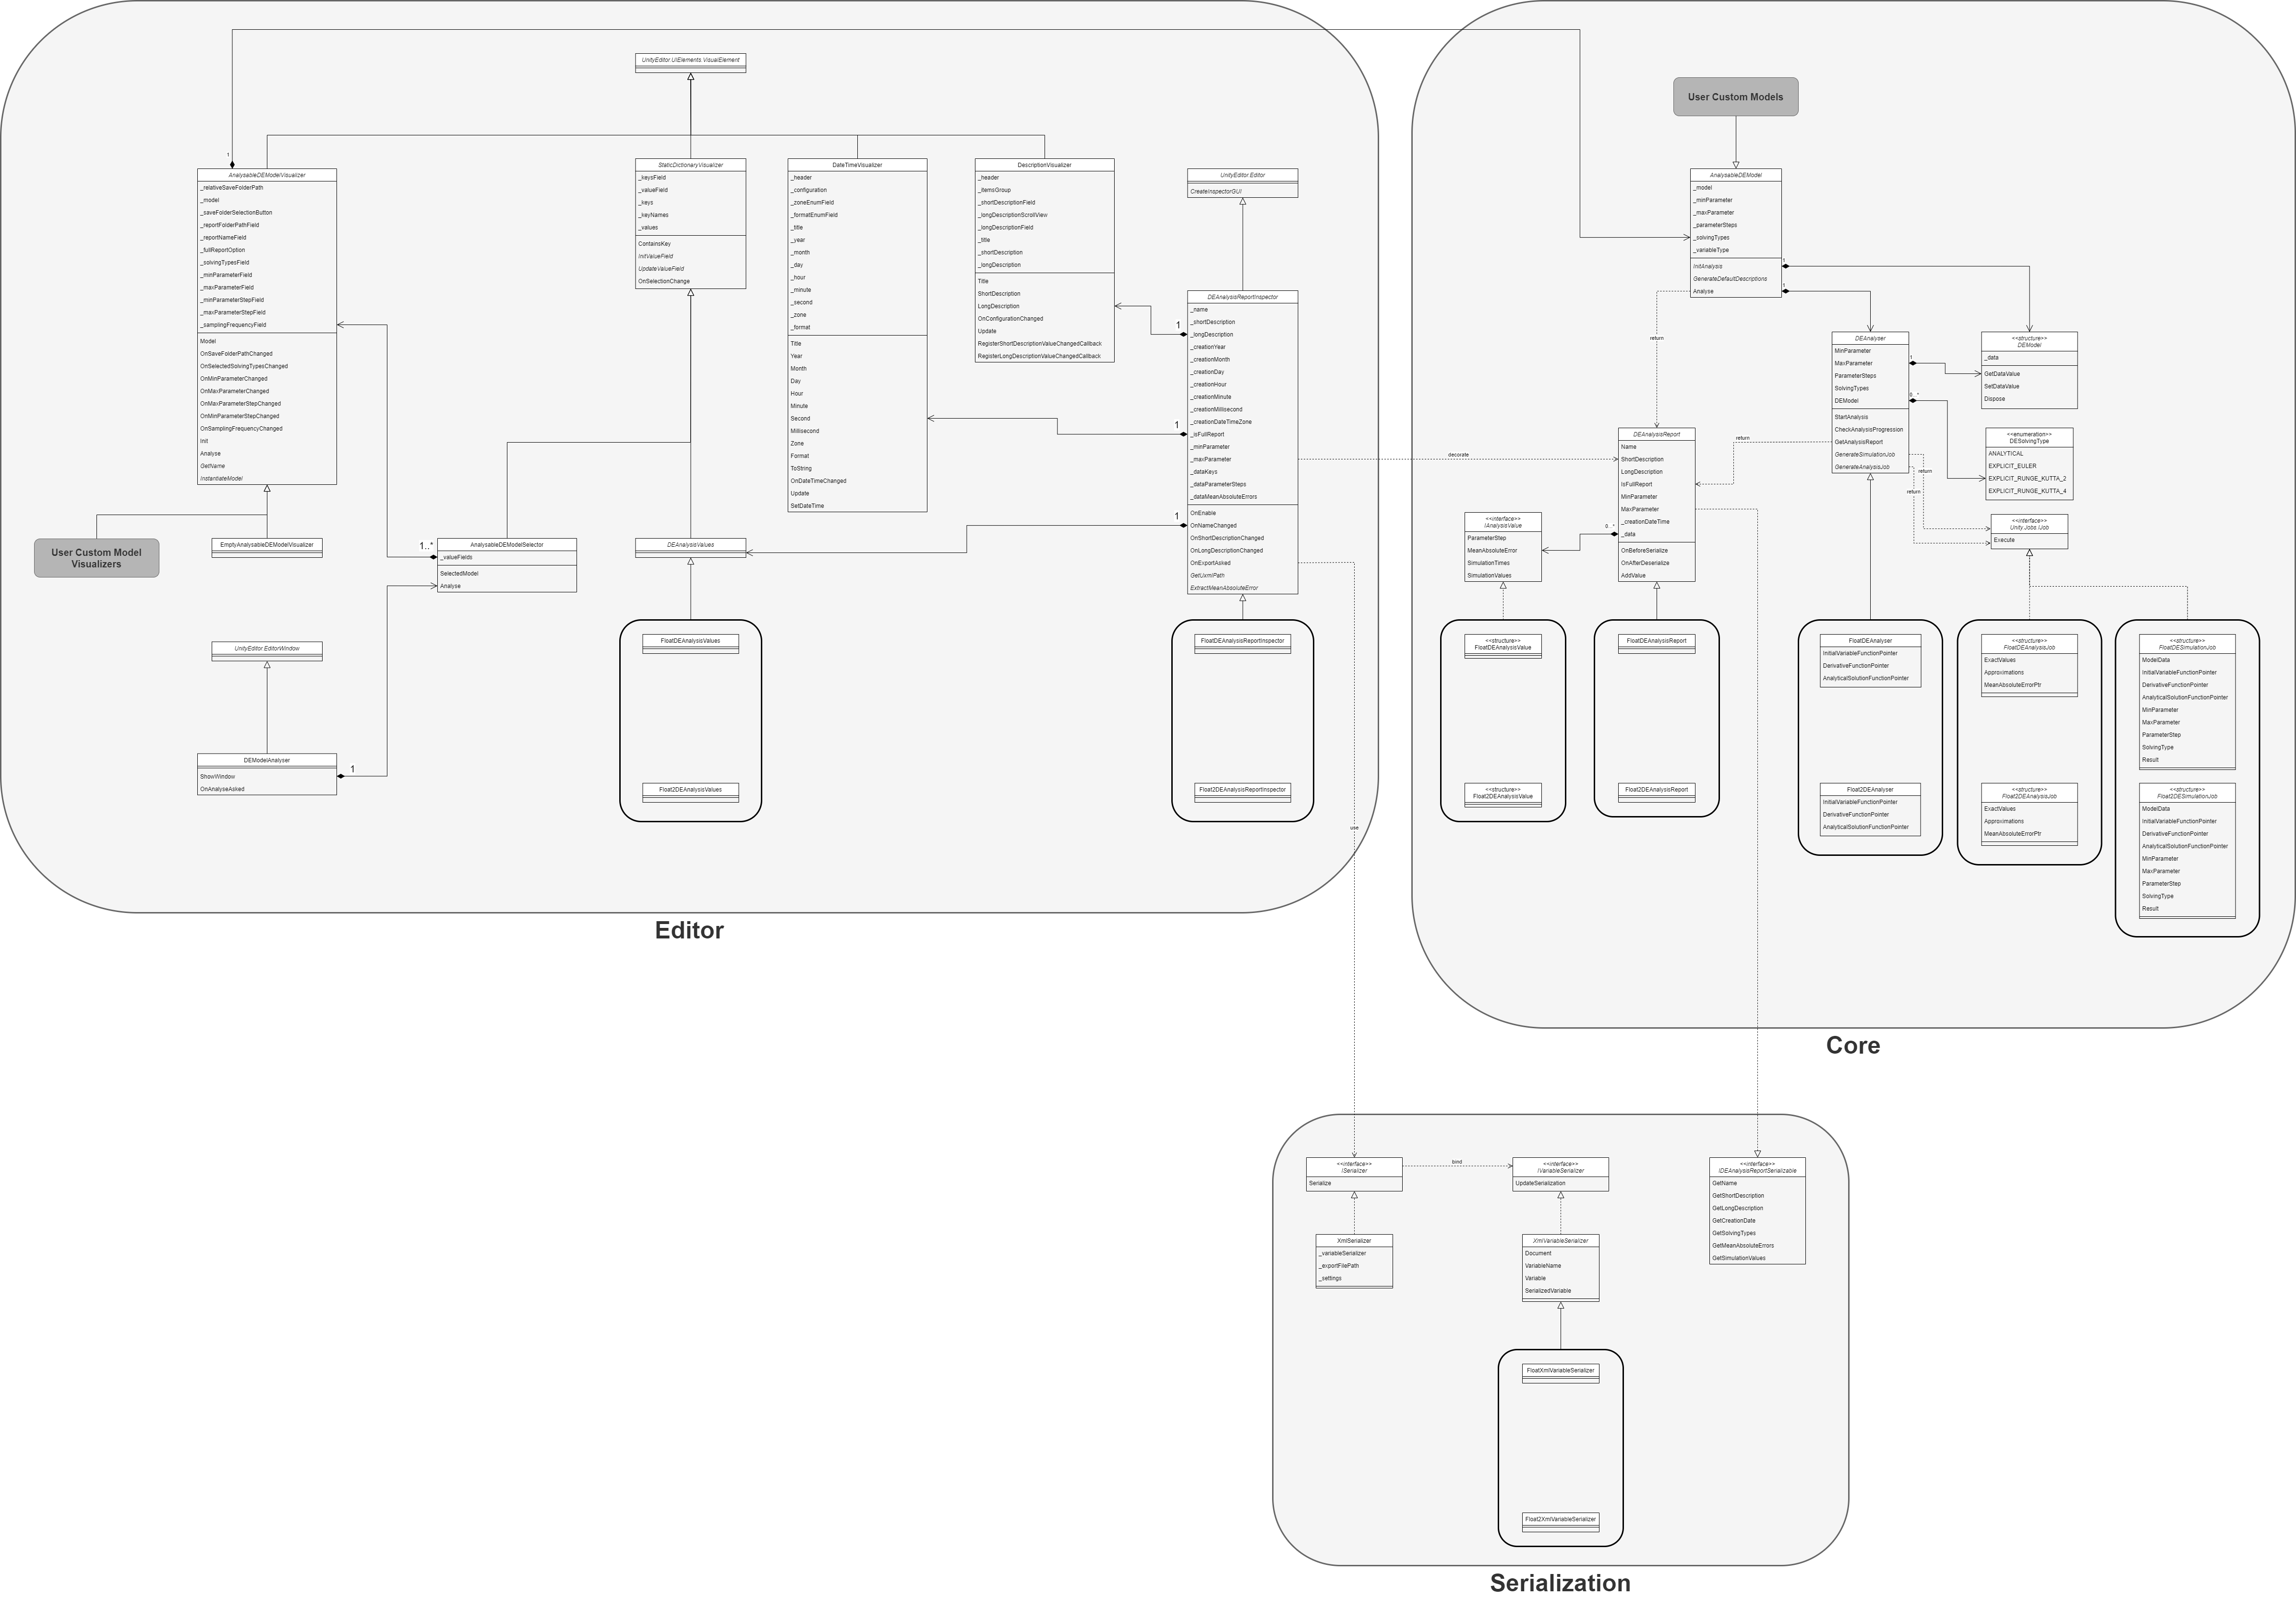 UnityEditor.UIElements.VisualElement
1
AnalysableDEModelVisualizer
_relativeSaveFolderPath
_model
_saveFolderSelectionButton
_reportFolderPathField
_reportNameField
_fullReportOption
_solvingTypesField
_minParameterField
_maxParameterField
_minParameterStepField
_maxParameterStepField
_samplingFrequencyField
Model
OnSaveFolderPathChanged
OnSelectedSolvingTypesChanged
OnMinParameterChanged
OnMaxParameterChanged
OnMaxParameterStepChanged
OnMinParameterStepChanged
OnSamplingFrequencyChanged
Init
Analyse
GetName
InstantiateModel
StaticDictionaryVisualizer
_keysField
_valueField
_keys
_keyNames
_values
ContainsKey
InitValueField
UpdateValueField
OnSelectionChange
DateTimeVisualizer
_header
_configuration
_zoneEnumField
_formatEnumField
_title
_year
_month
_day
_hour
_minute
_second
_zone
_format
Title
Year
Month
Day
Hour
Minute
Second
Millisecond
Zone
Format
ToString
OnDateTimeChanged
Update
SetDateTime
DescriptionVisualizer
_header
_itemsGroup
_shortDescriptionField
_longDescriptionScrollView
_longDescriptionField
_title
_shortDescription
_longDescription
Title
ShortDescription
LongDescription
OnConfigurationChanged
Update
RegisterShortDescriptionValueChangedCallback
RegisterLongDescriptionValueChangedCallback
UnityEditor.Editor
CreateInspectorGUI
DEAnalysisReportInspector
_name
_shortDescription
_longDescription
_creationYear
_creationMonth
_creationDay
_creationHour
_creationMinute
_creationMillisecond
_creationDateTimeZone
_isFullReport
_minParameter
_maxParameter
_dataKeys
_dataParameterSteps
_dataMeanAbsoluteErrors
OnEnable
OnNameChanged
OnShortDescriptionChanged
OnLongDescriptionChanged
OnExportAsked
GetUxmlPath
ExtractMeanAbsoluteError
1
1
1
User Custom Model
Visualizers
EmptyAnalysableDEModelVisualizer
1..*
AnalysableDEModelSelector
_valueFields
SelectedModel
Analyse
DEAnalysisValues
UnityEditor.EditorWindow
DEModelAnalyser
ShowWindow
OnAnalyseAsked
1
FloatDEAnalysisValues
Float2DEAnalysisValues
FloatDEAnalysisReportInspector
Float2DEAnalysisReportInspector
Editor
decorate
use
User Custom Models
AnalysableDEModel
_model
_minParameter
_maxParameter
_parameterSteps
_solvingTypes
_variableType
InitAnalysis
GenerateDefaultDescriptions
Analyse
1
1
return
DEAnalyser
MinParameter
MaxParameter
ParameterSteps
SolvingTypes
DEModel
StartAnalysis
CheckAnalysisProgression
GetAnalysisReport
GenerateSimulationJob
GenerateAnalysisJob
1
0...*
<<structure>>
DEModel
_data
GetDataValue
SetDataValue
Dispose
<<enumeration>>
DESolvingType
ANALYTICAL
EXPLICIT_EULER
EXPLICIT_RUNGE_KUTTA_2
EXPLICIT_RUNGE_KUTTA_4
return
return
return
<<interface>>
Unity.Jobs.IJob
Execute
DEAnalysisReport
Name
ShortDescription
LongDescription
IsFullReport
MinParameter
MaxParameter
_creationDateTime
_data
OnBeforeSerialize
OnAfterDeserialize
AddValue
0...*
<<interface>>
IAnalysisValue
ParameterStep
MeanAbsoluteError
SimulationTimes
SimulationValues
<<structure>>
FloatDEAnalysisValue
<<structure>>
Float2DEAnalysisValue
FloatDEAnalysisReport
Float2DEAnalysisReport
FloatDEAnalyser
InitialVariableFunctionPointer
DerivativeFunctionPointer
AnalyticalSolutionFunctionPointer
Float2DEAnalyser
InitialVariableFunctionPointer
DerivativeFunctionPointer
AnalyticalSolutionFunctionPointer
<<structure>>
FloatDEAnalysisJob
ExactValues
Approximations
MeanAbsoluteErrorPtr
<<structure>>
Float2DEAnalysisJob
ExactValues
Approximations
MeanAbsoluteErrorPtr
<<structure>>
FloatDESimulationJob
ModelData
InitialVariableFunctionPointer
DerivativeFunctionPointer
AnalyticalSolutionFunctionPointer
MinParameter
MaxParameter
ParameterStep
SolvingType
Result
<<structure>>
Float2DESimulationJob
ModelData
InitialVariableFunctionPointer
DerivativeFunctionPointer
AnalyticalSolutionFunctionPointer
MinParameter
MaxParameter
ParameterStep
SolvingType
Result
Core
<<interface>>
ISerializer
Serialize
bind
<<interface>>
IVariableSerializer
UpdateSerialization
<<interface>>
IDEAnalysisReportSerializable
GetName
GetShortDescription
GetLongDescription
GetCreationDate
GetSolvingTypes
GetMeanAbsoluteErrors
GetSimulationValues
XmlSerializer
_variableSerializer
_exportFilePath
_settings
XmlVariableSerializer
Document
VariableName
Variable
SerializedVariable
FloatXmlVariableSerializer
Float2XmlVariableSerializer
Serialization